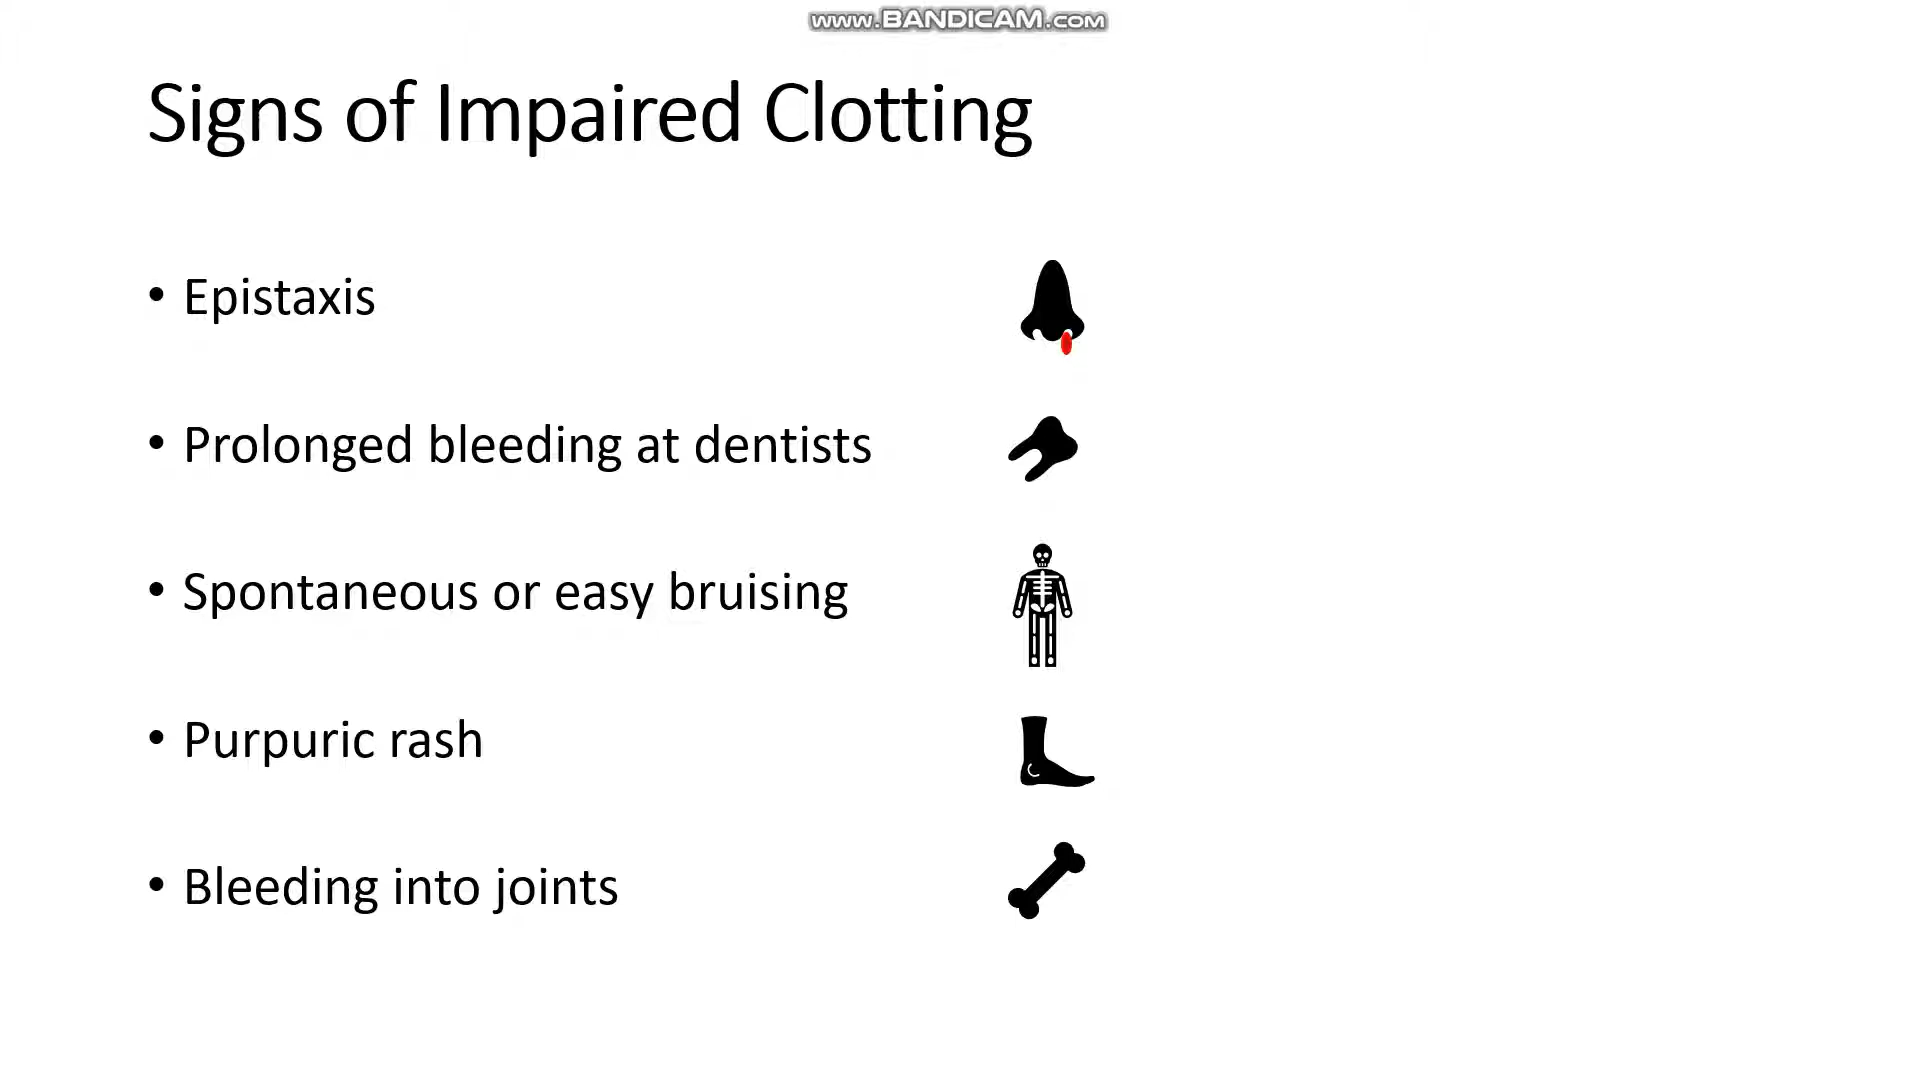 www.BANDICAM.com
Signs of Impaired Clotting
• Epistaxis
• Prolonged bleeding at dentists
• Spontaneous or easy bruising
• Purpuric rash
• Bleeding into joints